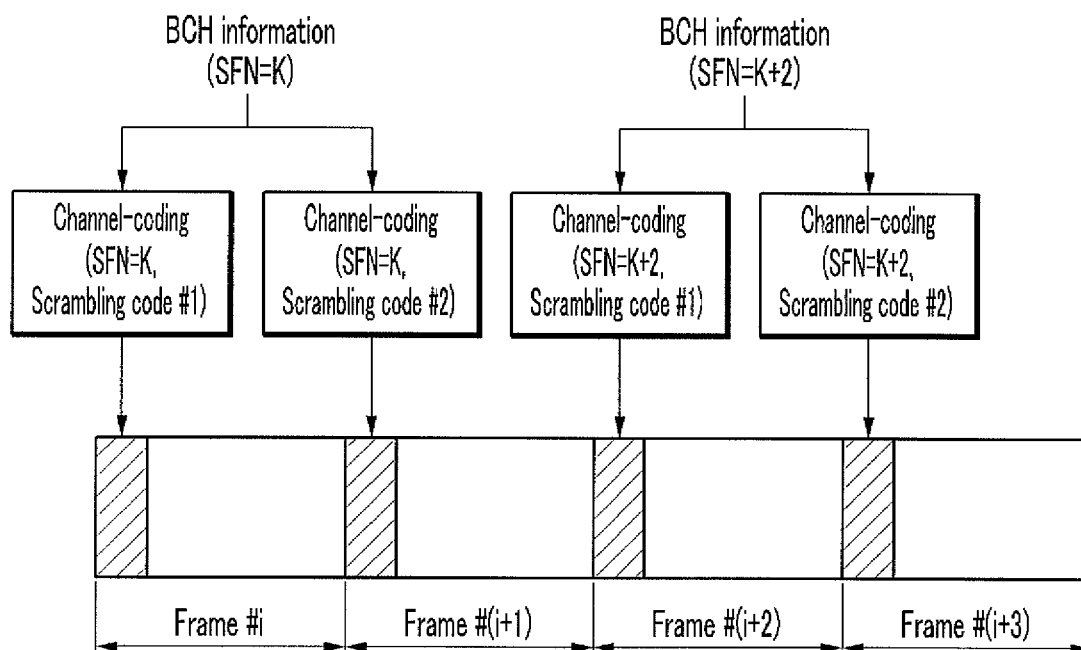 BCH information
(SFN=K)
BCH information
(SFN=K+2)
Channel-coding
(SFN=K,
Scrambling code #1)
Channel-coding
(SFN=K,
Scrambling code #2)
Channel-coding
(SFN=K+2,
Scrambling code #1)
Channel-coding
(SFN=K+2,
Scrambling code #2)
Frame #i
Frame #(i+1)
Frame #(i+2)
Frame #(i+3)